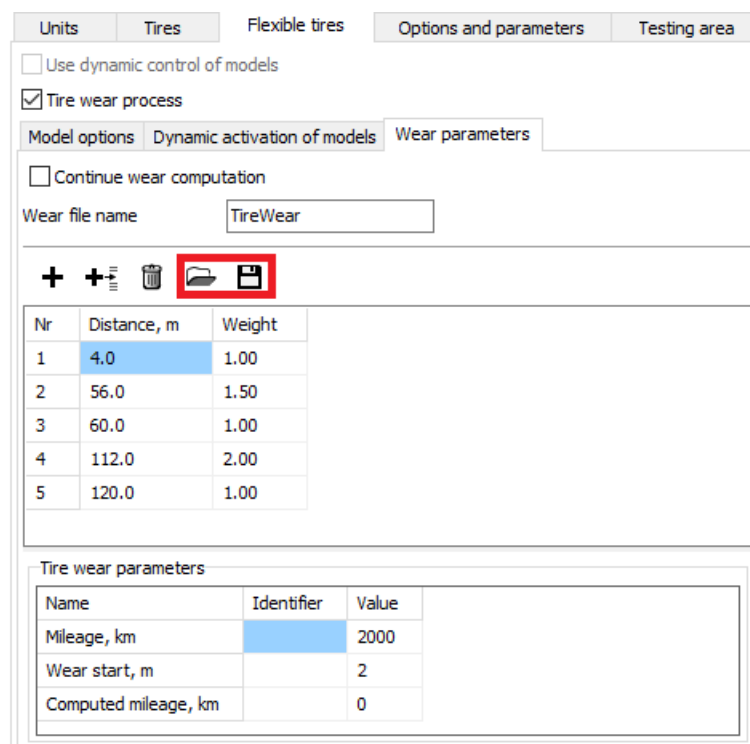 Units Tires Flexible tires Options and parameters Testing area
Use dynamic control of models
Tire wear process
Model options Dynamic activation of models Wear parameters
Continue wear computation
Wear file name TireWear
Nr Distance, m Weight
1 4.0 1.00
2 56.0 1.50
3 60.0 1.00
4 112.0 2.00
5 120.0 1.00
Tire wear parameters
Name Identifier Value
Mileage, km 2000
Wear start, m 2
Computed mileage, km 0